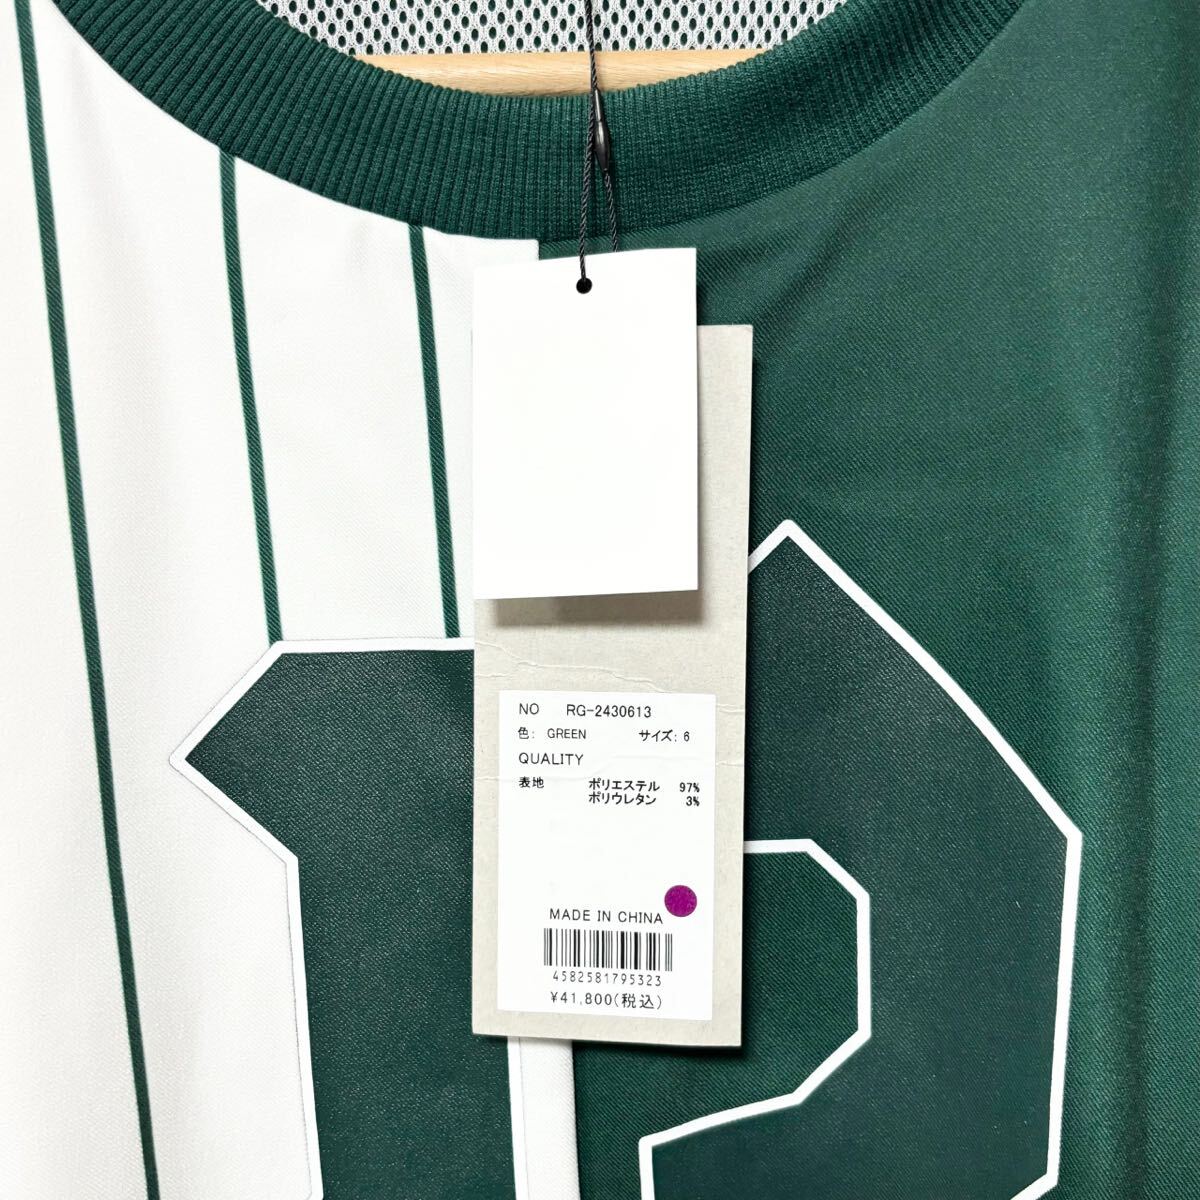 NO RG-2430613
色: GREEN サイズ: 6
QUALITY
表地 ポリエステル 97%
ポリウレタン 3%
MADE IN CHINA
4582581795323
¥41,800(税込)
12